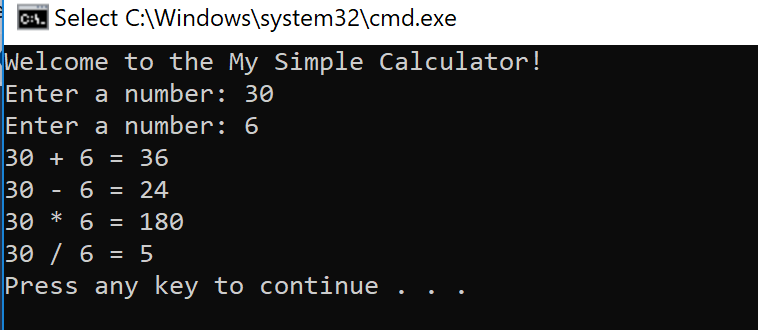 Select C:\Windows\system32\cmd.exe
Welcome to the My Simple Calculator!
Enter a number: 30
Enter a number: 6
30 + 6 = 36
30 - 6 = 24
30 * 6 = 180
30 / 6 = 5
Press any key to continue . . .